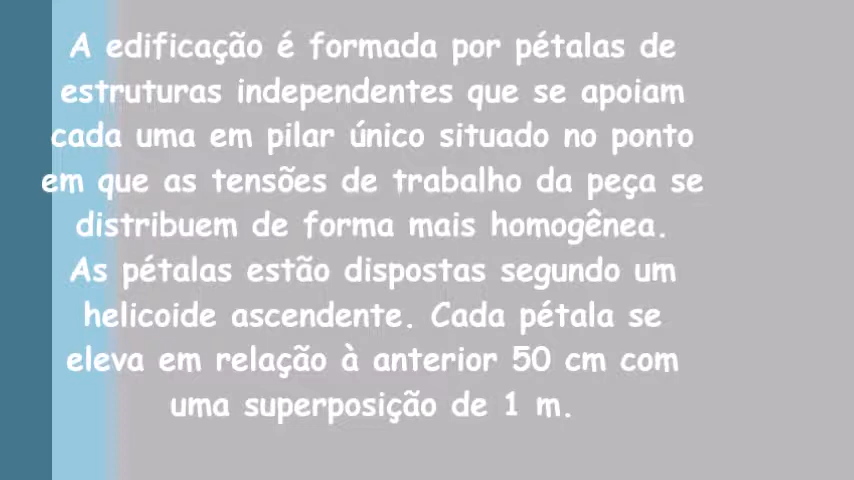 A edificação é formada por pétalas de
estruturas independentes que se apoiam
cada uma em pilar único situado no ponto
em que as tensões de trabalho da peça se
distribuem de forma mais homogênea.
As pétalas estão dispostas segundo um
helicoide ascendente. Cada pétala se
eleva em relação à anterior 50 cm com
uma superposição de 1 m.